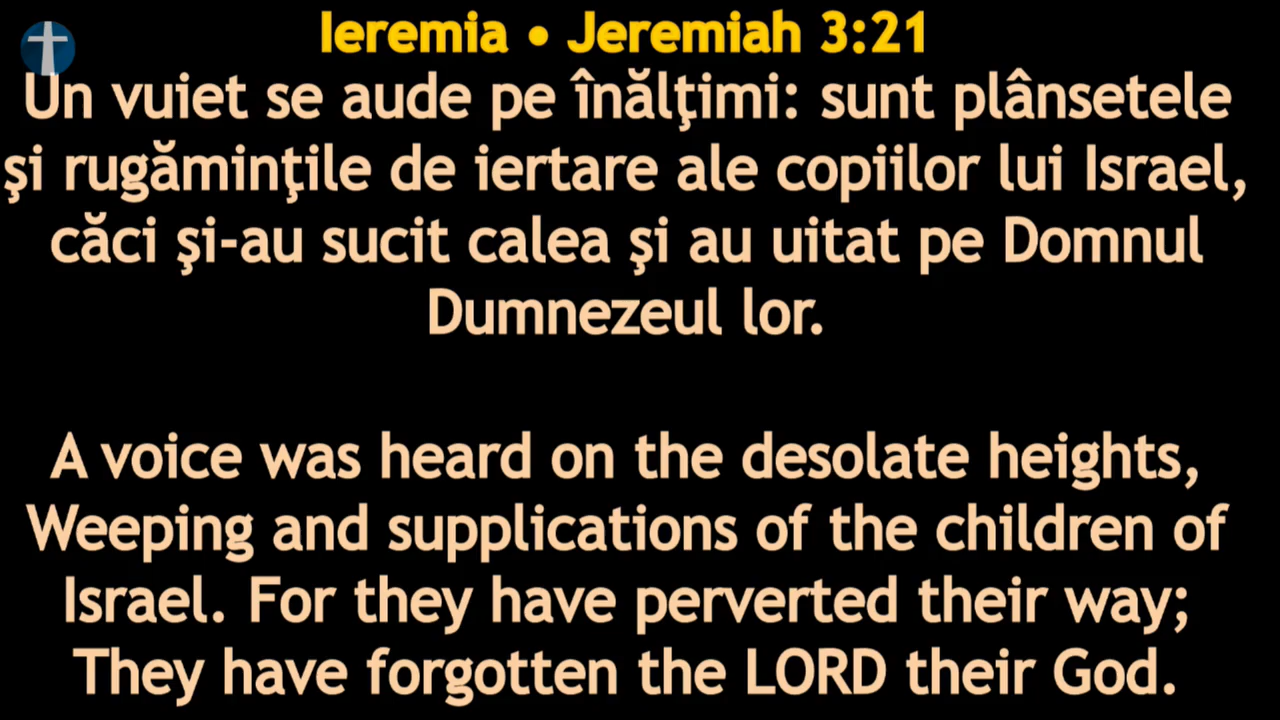 Ieremia • Jeremiah 3:21
Un vuiet se aude pe înălţimi: sunt plânsetele
şi rugăminţile de iertare ale copiilor lui Israel,
căci şi-au sucit calea şi au uitat pe Domnul
Dumnezeul lor.
A voice was heard on the desolate heights,
Weeping and supplications of the children of
Israel. For they have perverted their way;
They have forgotten the LORD their God.